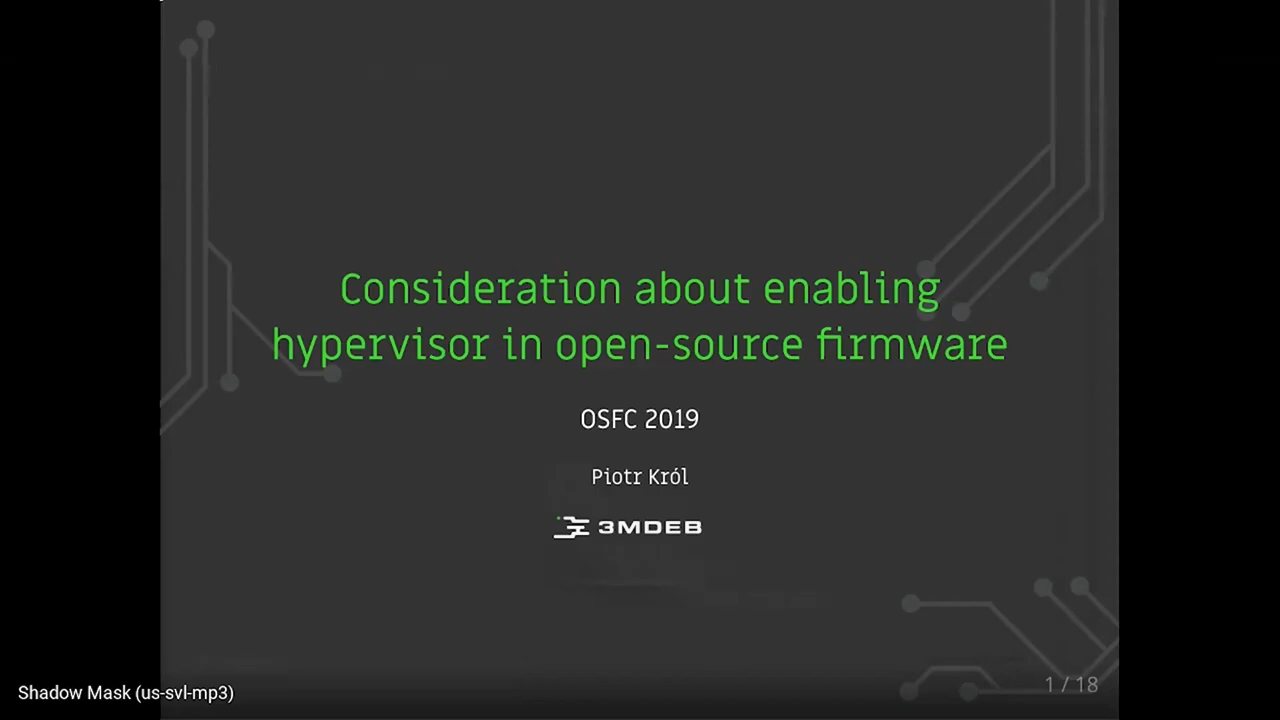 Consideration about enabling
hypervisor in open-source firmware
OSFC 2019
Piotr Król
3MDEB
Shadow Mask (us-svl-mp3)
1 / 18